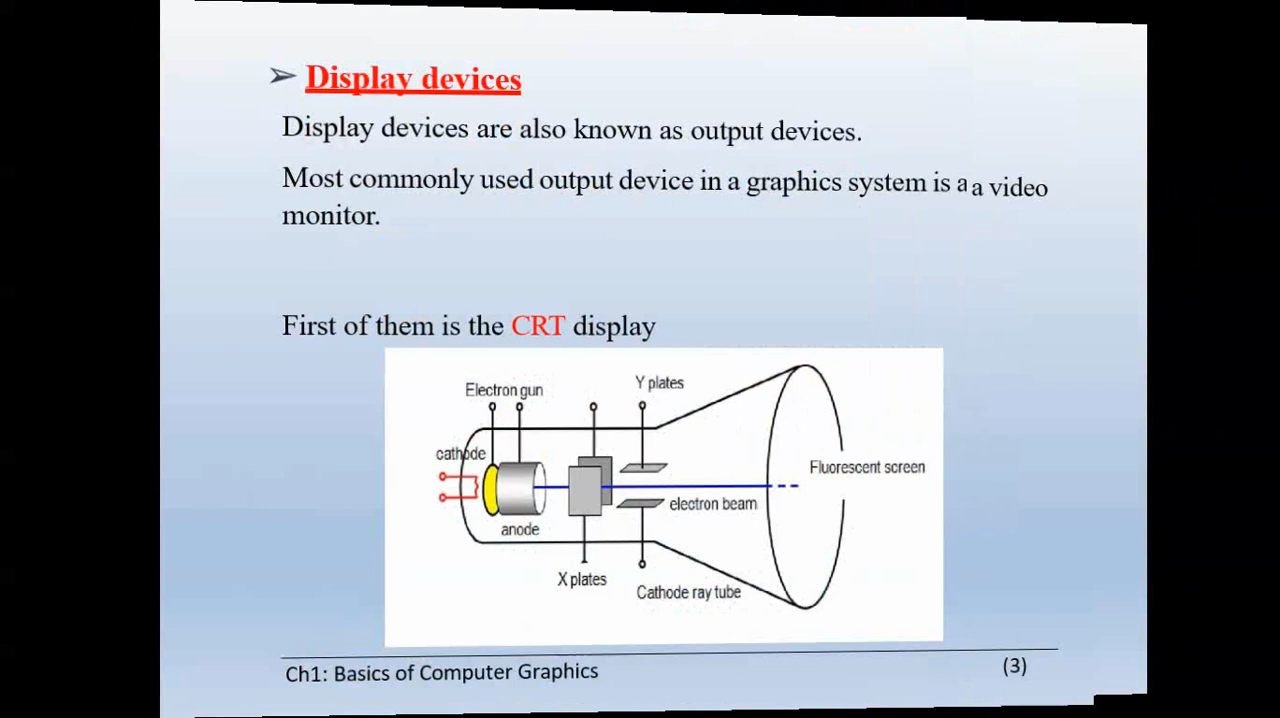 ➢ Display devices
Display devices are also known as output devices.
Most commonly used output device in a graphics system is a a video
monitor.
First of them is the CRT display
Electron gun
Y plates
cathode
Fluorescent screen
electron beam
anode
X plates
Cathode ray tube
Ch1: Basics of Computer Graphics
(3)